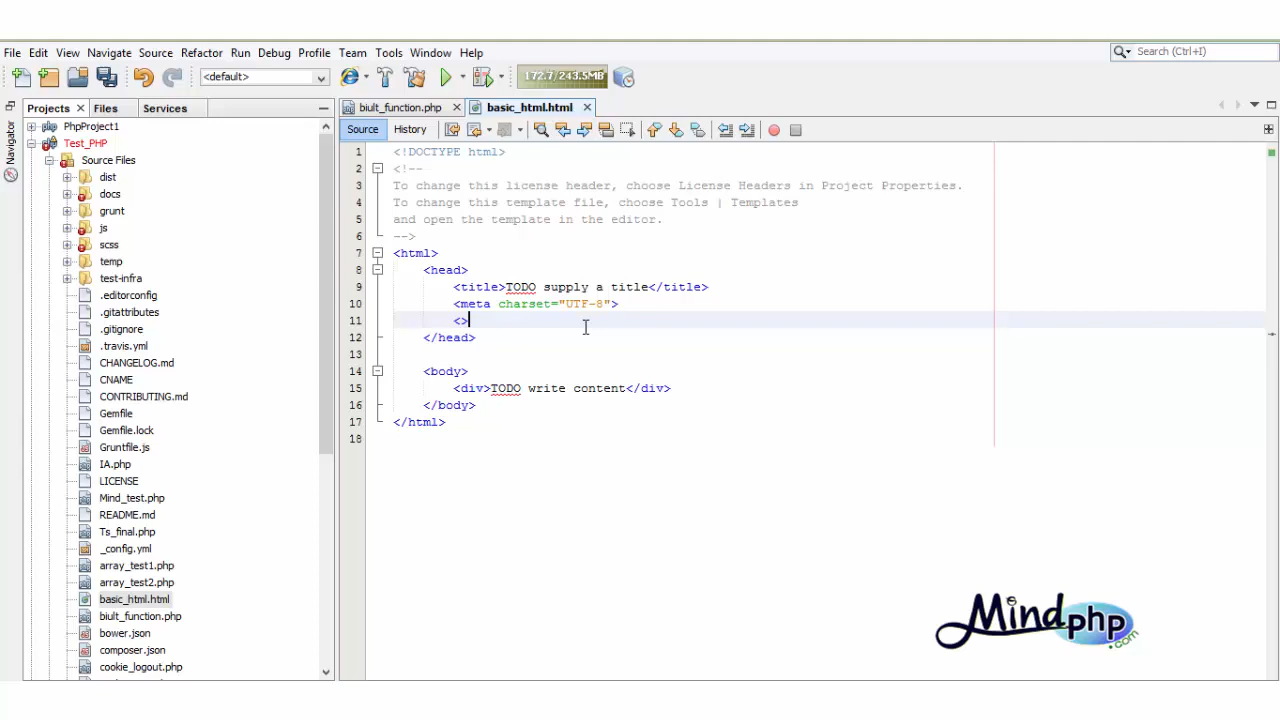 File Edit View Navigate Source Refactor Run Debug Profile Team Tools Window Help
Search (Ctrl+I)
<default>
172.7/243.5MB
Projects Files Services
Navigator
PhpProject1
Test_PHP
Source Files
dist
docs
grunt
js
scss
temp
test-infra
.editorconfig
.gitattributes
.gitignore
.travis.yml
CHANGELOG.md
CNAME
CONTRIBUTING.md
Gemfile
Gemfile.lock
Gruntfile.js
IA.php
LICENSE
Mind_test.php
README.md
Ts_final.php
_config.yml
array_test1.php
array_test2.php
basic_html.html
biult_function.php
bower.json
composer.json
cookie_logout.php
biult_function.php basic_html.html
Source History
1 <!DOCTYPE html>
2 <!--
3 To change this license header, choose License Headers in Project Properties.
4 To change this template file, choose Tools | Templates
5 and open the template in the editor.
6 -->
7 <html>
8 <head>
9 <title>TODO supply a title</title>
10 <meta charset="UTF-8">
11 <>
12 </head>
13
14 <body>
15 <div>TODO write content</div>
16 </body>
17 </html>
18
Mindphp.com